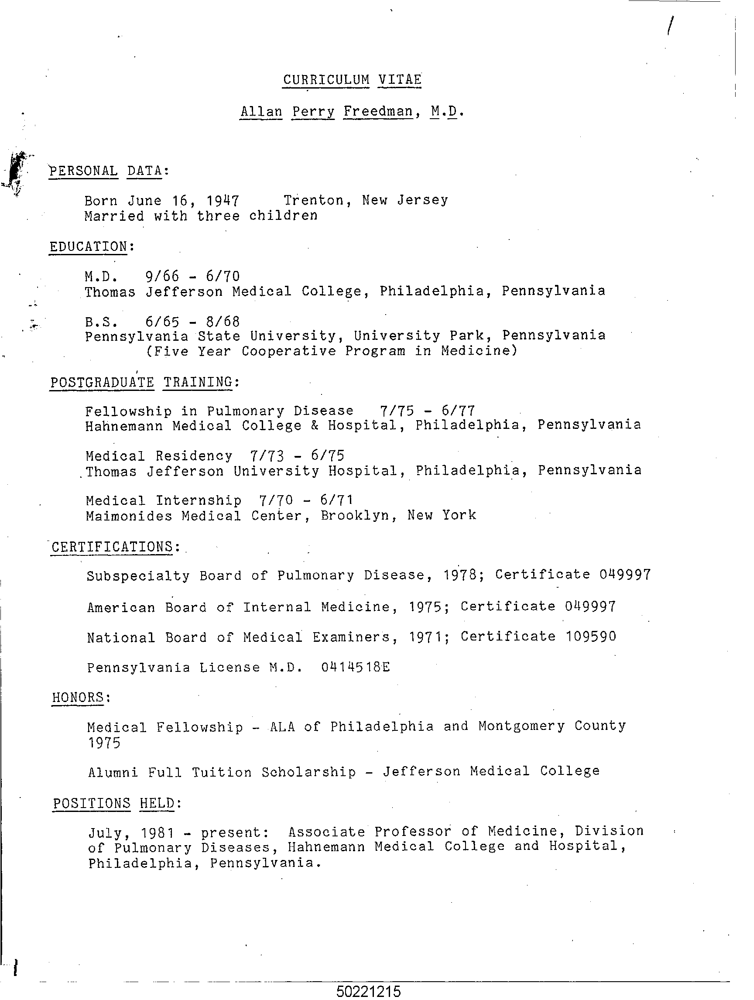 1
CURRICULUM VITAE
Allan Perry Freedman, M.D.
PERSONAL DATA:
Born June 16, 1947 Trenton, New Jersey
Married with three children
EDUCATION:
M.D. 9/66 - 6/70
Thomas Jefferson Medical College, Philadelphia, Pennsylvania
B.S. 6/65 - 8/68
Pennsylvania State University, University Park, Pennsylvania
(Five Year Cooperative Program in Medicine)
POSTGRADUATE TRAINING:
Fellowship in Pulmonary Disease 7/75 - 6/77
Hahnemann Medical College & Hospital, Philadelphia, Pennsylvania
Medical Residency 7/73 - 6/75
Thomas Jefferson University Hospital, Philadelphia, Pennsylvania
Medical Internship 7/70 - 6/71
Maimonides Medical Center, Brooklyn, New York
CERTIFICATIONS:
Subspecialty Board of Pulmonary Disease, 1978; Certificate 049997
American Board of Internal Medicine, 1975; Certificate 049997
National Board of Medical Examiners, 1971; Certificate 109590
Pennsylvania License M.D. 0414518E
HONORS:
Medical Fellowship - ALA of Philadelphia and Montgomery County
1975
Alumni Full Tuition Scholarship - Jefferson Medical College
POSITIONS HELD:
July, 1981 - present: Associate Professor of Medicine, Division
of Pulmonary Diseases, Hahnemann Medical College and Hospital,
Philadelphia, Pennsylvania.
50221215